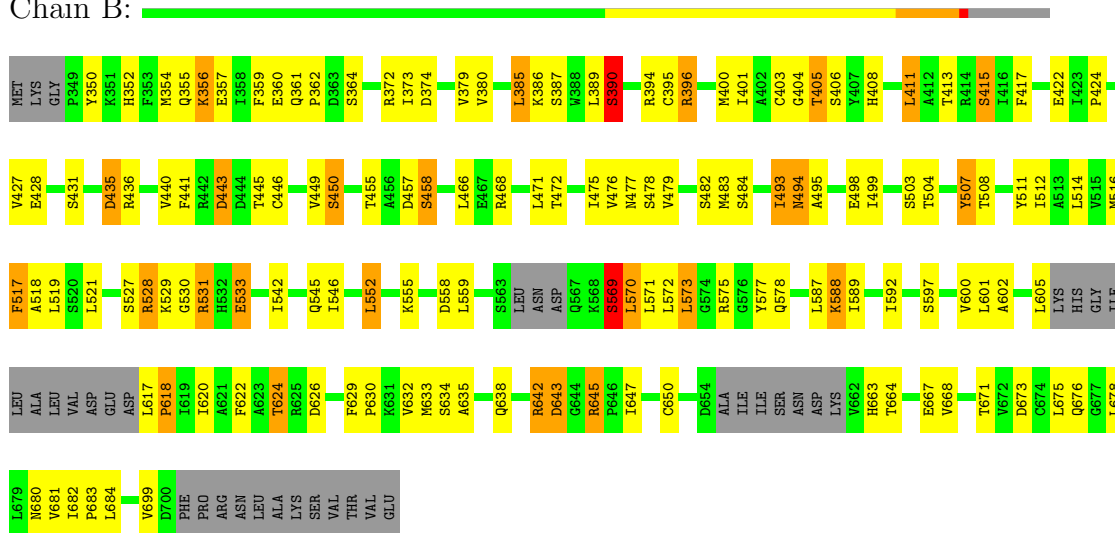 Chain B:
MET LYS GLY P349 Y350 K351 H352 F353 M354 Q355 K356 E357 I358 F359 E360 Q361 P362 D363 S364 R372 I373 D374 V379 V380 L385 K386 S387 W388 L389 S390 R394 C395 R396 M400 I401 A402 C403 G404 T405 S406 Y407 H408 L411 A412 T413 R414 S415 I416 F417 E422 I423 P424
V427 E428 S431 D435 R436 V440 F441 R442 D443 D444 T445 C446 V449 S450 T455 A456 D457 S458 L466 E467 R468 L471 T472 I475 V476 N477 S478 V479 S482 M483 S484 I493 N494 A495 E498 I499 S503 T504 Y507 T508 Y511 I512 A513 L514 V515 M516
F517 A518 L519 S520 L521 S527 R528 K529 G530 R531 H532 E533 I542 Q545 I546 L552 K555 D558 L559 S563 LEU ASN ASP Q567 K568 S569 L570 L571 L572 L573 G574 R575 G576 Y577 Q578 L587 K588 I589 I592 S597 V600 L601 A602 L605 LYS HIS GLY ILE
LEU ALA LEU VAL ASP GLU ASP L617 P618 I619 I620 A621 F622 A623 T624 R625 D626 F629 P630 K631 V632 M633 S634 A635 Q638 R642 D643 G644 R645 P646 I647 C650 D654 ALA ILE ILE SER ASN ASP LYS V662 H663 T664 E667 V668 T671 V672 D673 C674 L675 Q676 G677 L678
L679 N680 V681 I682 P683 L684 V699 D700 PHE PRO ARG ASN LEU ALA LYS SER VAL THR VAL GLU